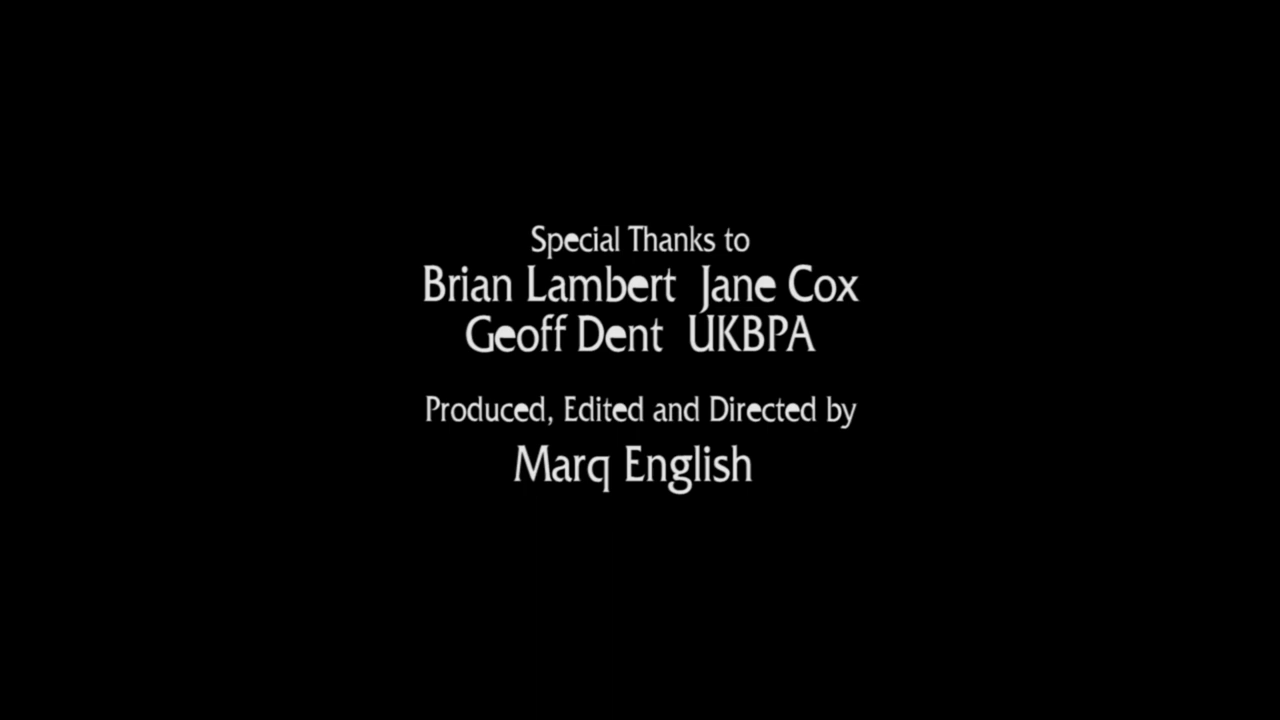 Special Thanks to
Brian Lambert Jane Cox
Geoff Dent UKBPA
Produced, Edited and Directed by
Marq English